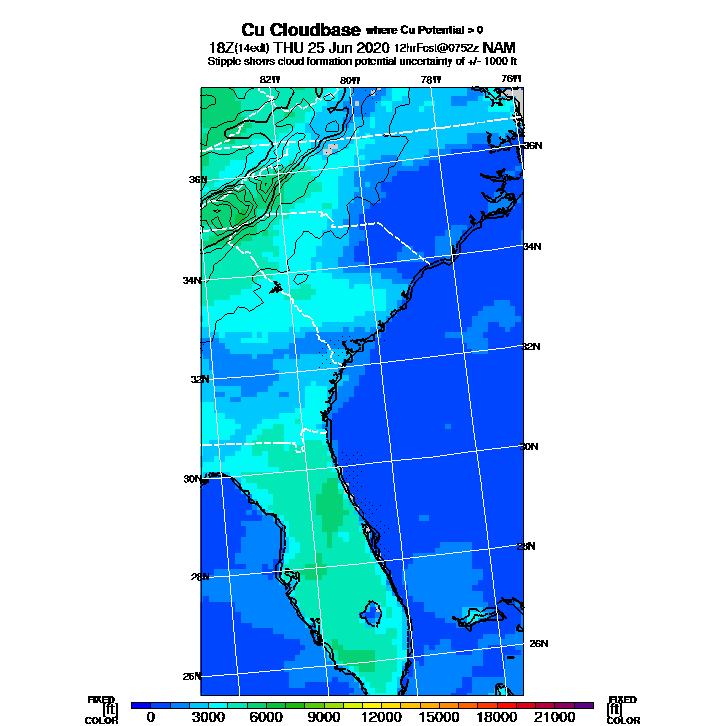 Cu Cloudbase where Cu Potential > 0
18Z(14edt) THU 25 Jun 2020 12hrFcst@0752z NAM
Stipple shows cloud formation potential uncertainty of +/- 1000 ft
82W 80W 78W 76W
36N
36N
34N
34N
32N
32N
30N
30N
28N
28N
26N
26N
FIXED FIXED
[ft] [ft]
COLOR COLOR
0 3000 6000 9000 12000 15000 18000 21000